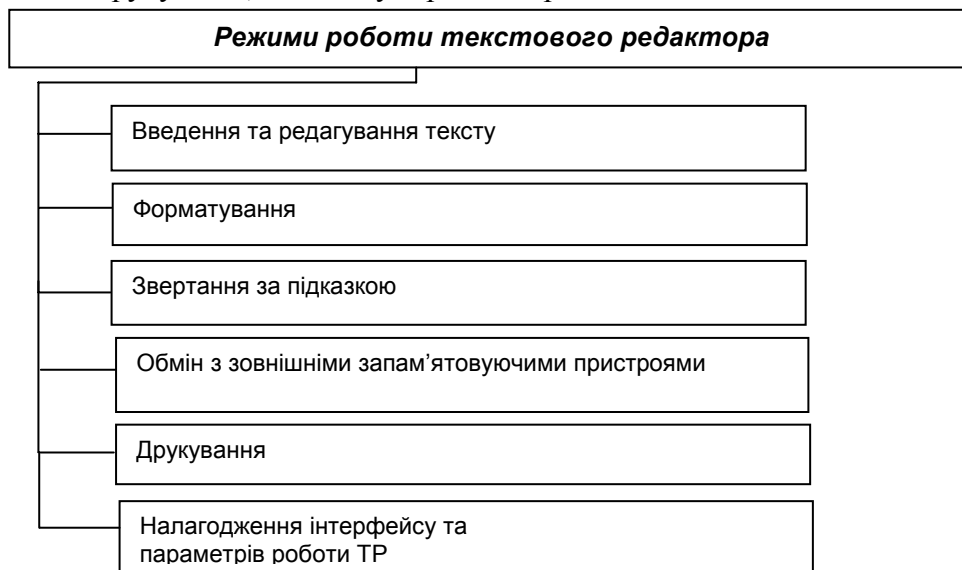 Режими роботи текстового редактора
Введення та редагування тексту
Форматування
Звертання за підказкою
Обмін з зовнішніми запам’ятовуючими пристроями
Друкування
Налагодження інтерфейсу та
параметрів роботи ТР